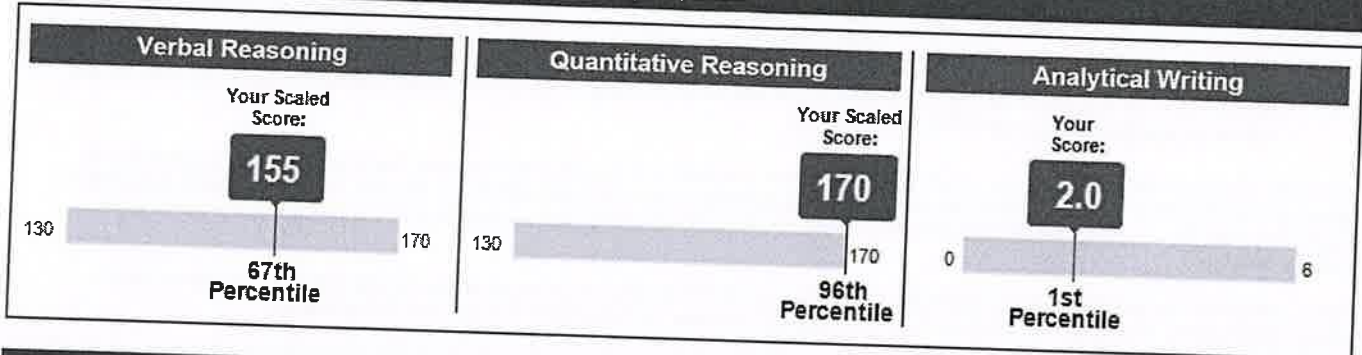 Verbal Reasoning
Your Scaled
Score:
155
130
170
67th
Percentile
Quantitative Reasoning
Your Scaled
Score:
170
130
170
96th
Percentile
Analytical Writing
Your
Score:
2.0
0
6
1st
Percentile